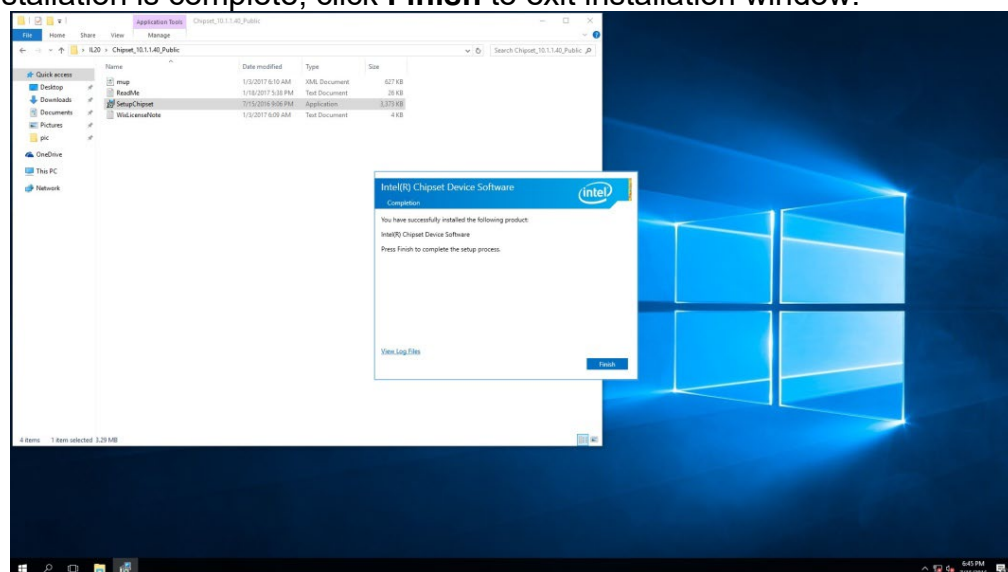 stallation is complete, click Finish to exit installation window.
Application Tools Chipset_10.1.1.40_Public
File Home Share View Manage
IL20 > Chipset_10.1.1.40_Public Search Chipset_10.1.1.40_Public
Name Date modified Type Size
Quick access
Desktop
Downloads
Documents
Pictures
pic
OneDrive
This PC
Network
mup 1/3/2017 6:10 AM XML Document 627 KB
ReadMe 1/18/2017 5:28 PM Text Document 28 KB
SetupChipset 7/15/2016 9:06 PM Application 3,373 KB
WixLicenseNote 1/3/2017 6:09 AM Text Document 4 KB
Intel(R) Chipset Device Software
Completion
intel
You have successfully installed the following product:
Intel(R) Chipset Device Software
Press Finish to complete the setup process.
View Log Files
Finish
4 items 1 item selected 3.29 MB
6:45 PM